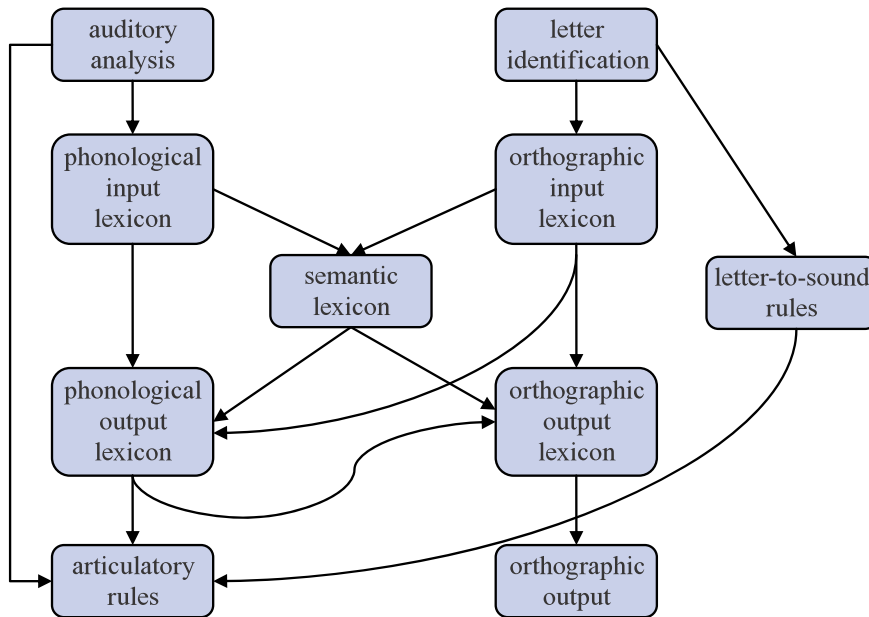 auditory
analysis
letter
identification
phonological
input
lexicon
orthographic
input
lexicon
semantic
lexicon
letter-to-sound
rules
phonological
output
lexicon
orthographic
output
lexicon
articulatory
rules
orthographic
output